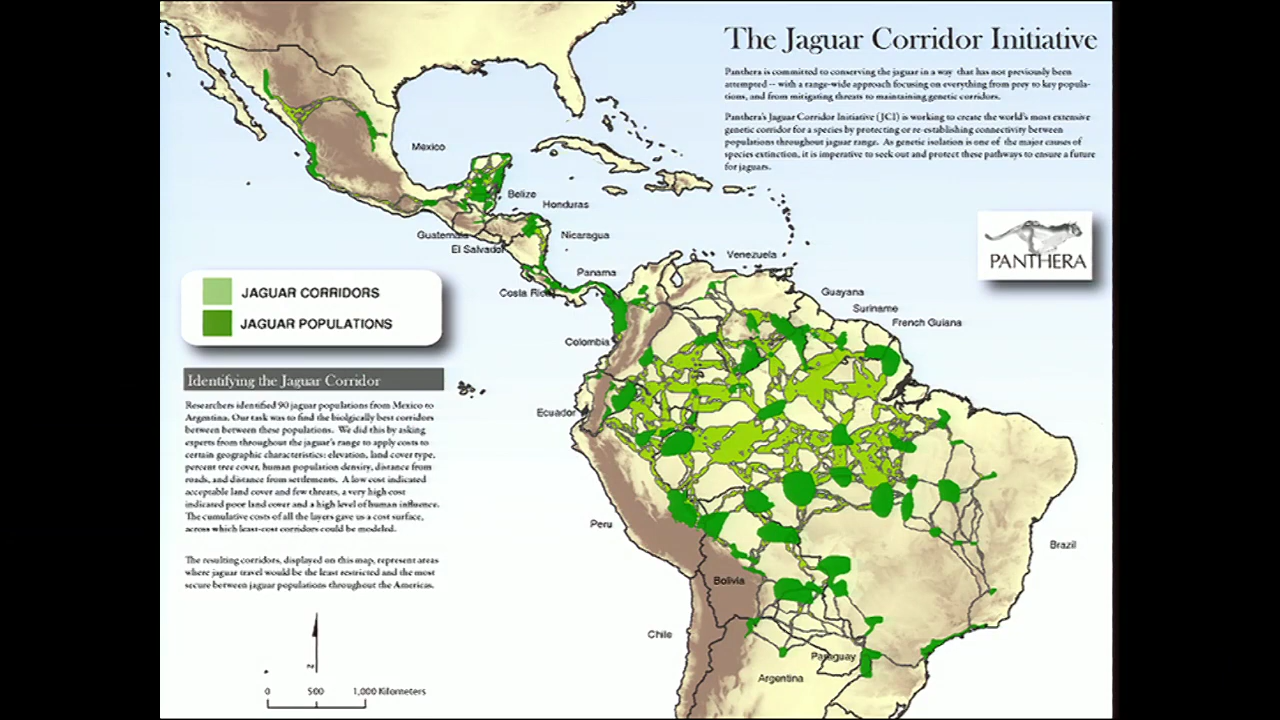 The Jaguar Corridor Initiative
Panthera is committed to conserving the jaguar in a way that has not previously been
attempted -- with a range-wide approach focusing on everything from prey to key popula-
tions, and from mitigating threats to maintaining genetic corridors.
Panthera's Jaguar Corridor Initiative (JCI) is working to create the world's most extensive
genetic corridor for a species by protecting or re-establishing connectivity between
populations throughout jaguar range. As genetic isolation is one of the major causes of
species extinction, it is imperative to seek out and protect these pathways to ensure a future
for jaguars.
PANTHERA
Mexico
Belize
Honduras
Guatemala
Nicaragua
El Salvador
Panama
Costa Rica
Venezuela
Guayana
Suriname
French Guiana
Colombia
Ecuador
Peru
Brazil
Bolivia
Chile
Paraguay
Argentina
JAGUAR CORRIDORS
JAGUAR POPULATIONS
Identifying the Jaguar Corridor
Researchers identified 90 jaguar populations from Mexico to
Argentina. Our task was to find the biolgically best corridors
between between these populations. We did this by asking
experts from throughout the jaguar's range to apply costs to
certain geographic characteristics: elevation, land cover type,
percent tree cover, human population density, distance from
roads, and distance from settlements. A low cost indicated
acceptable land cover and few threats, a very high cost
indicated poor land cover and a high level of human influence.
The cumulative costs of all the layers gave us a cost surface,
across which least-cost corridors could be modeled.
The resulting corridors, displayed on this map, represent areas
where jaguar travel would be the least restricted and the most
secure between jaguar populations throughout the Americas.
N
0 500 1,000 Kilometers